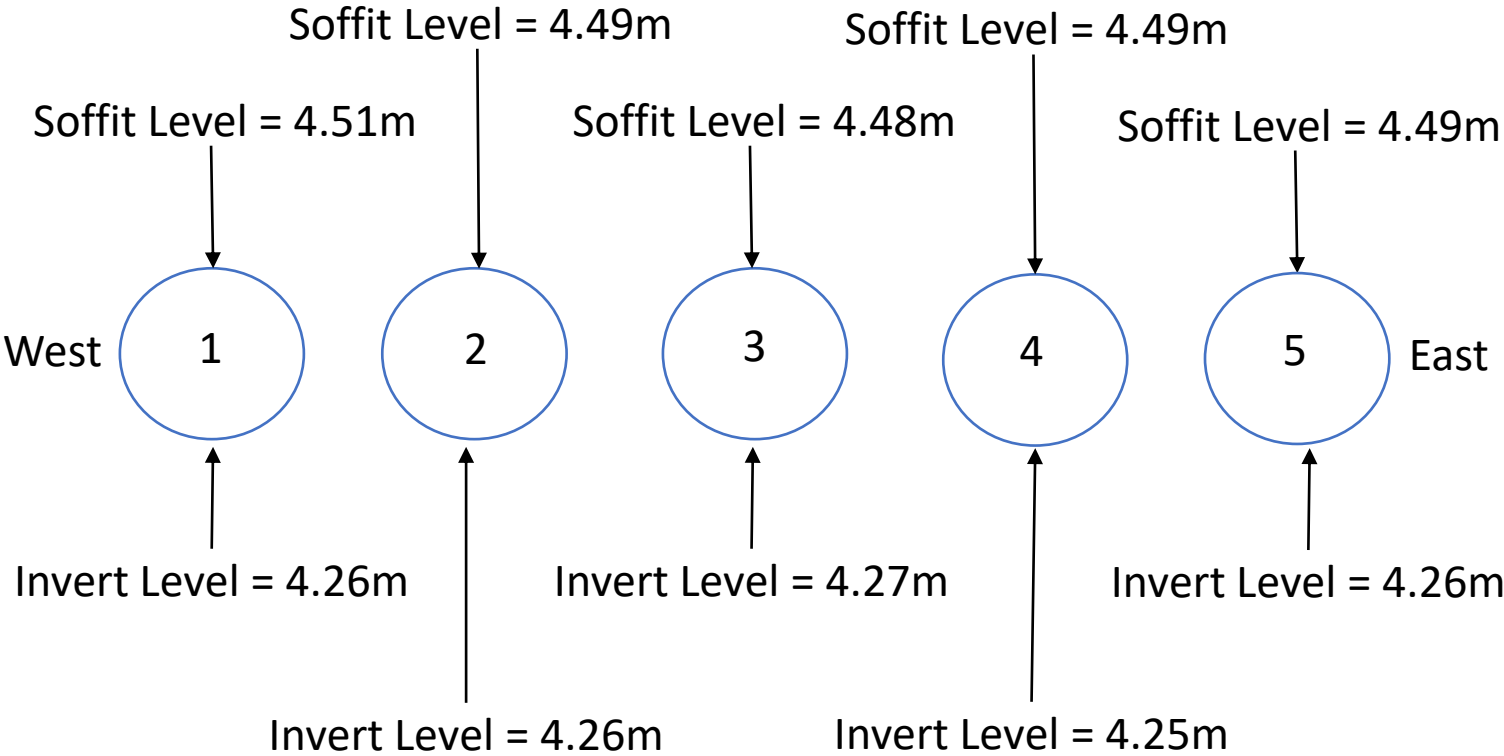 Soffit Level = 4.49m
Soffit Level = 4.49m
Soffit Level = 4.51m
Soffit Level = 4.48m
Soffit Level = 4.49m
West
1
2
3
4
5
East
Invert Level = 4.26m
Invert Level = 4.27m
Invert Level = 4.26m
Invert Level = 4.26m
Invert Level = 4.25m